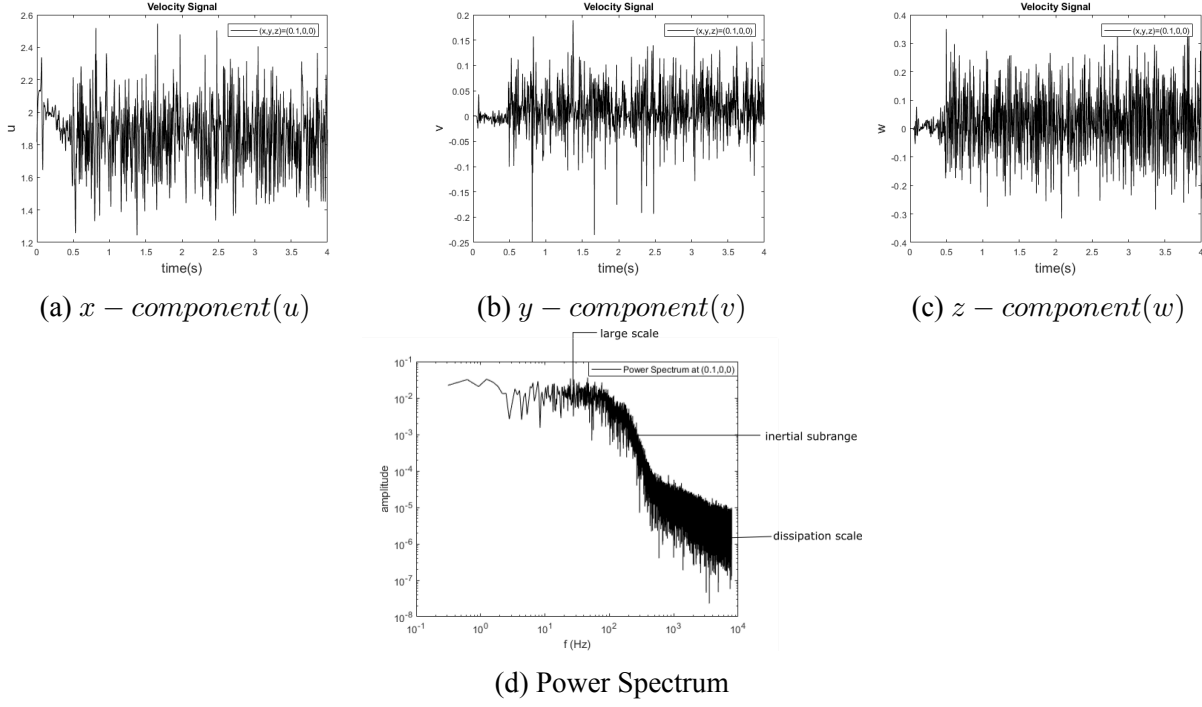 Velocity Signal
(x,y,z)=(0.1,0,0)
2.6
2.4
2.2
2
1.8
1.6
1.4
1.2
u
0 0.5 1 1.5 2 2.5 3 3.5 4
time(s)
(a) x − component(u)
Velocity Signal
(x,y,z)=(0.1,0,0)
0.2
0.15
0.1
0.05
0
-0.05
-0.1
-0.15
-0.2
-0.25
v
0 0.5 1 1.5 2 2.5 3 3.5 4
time(s)
(b) y − component(v)
Velocity Signal
(x,y,z)=(0.1,0,0)
0.4
0.3
0.2
0.1
0
-0.1
-0.2
-0.3
-0.4
w
0 0.5 1 1.5 2 2.5 3 3.5 4
time(s)
(c) z − component(w)
large scale
Power Spectrum at (0.1,0,0)
10^-1
10^-2
10^-3
10^-4
10^-5
10^-6
10^-7
10^-8
amplitude
inertial subrange
dissipation scale
10^-1 10^0 10^1 10^2 10^3 10^4
f (Hz)
(d) Power Spectrum